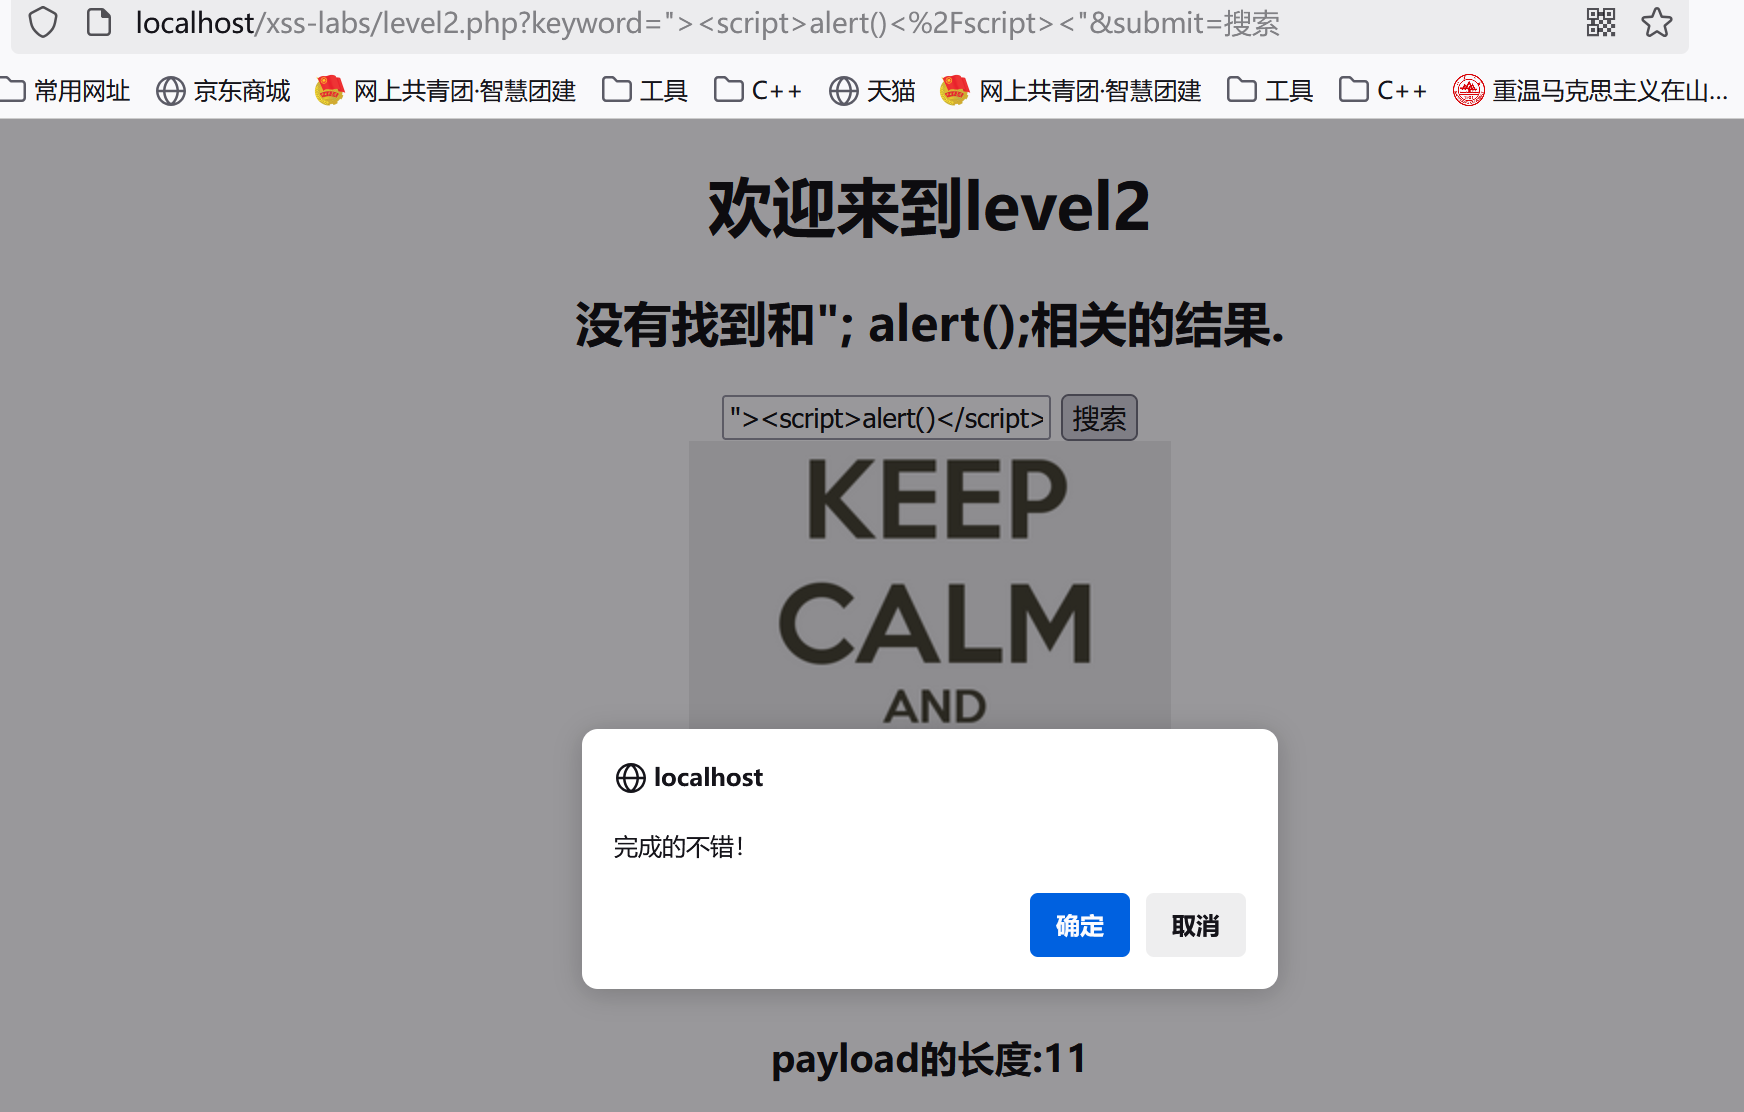 localhost/xss-labs/level2.php?keyword="><script>alert()<%2Fscript><"&submit=搜索
常用网址 京东商城 网上共青团·智慧团建 工具 C++ 天猫 网上共青团·智慧团建 工具 C++ 重温马克思主义在山...
欢迎来到level2
没有找到和"; alert();相关的结果.
"><script>alert()</script> 搜索
KEEP
CALM
AND
localhost
完成的不错!
确定 取消
payload的长度:11